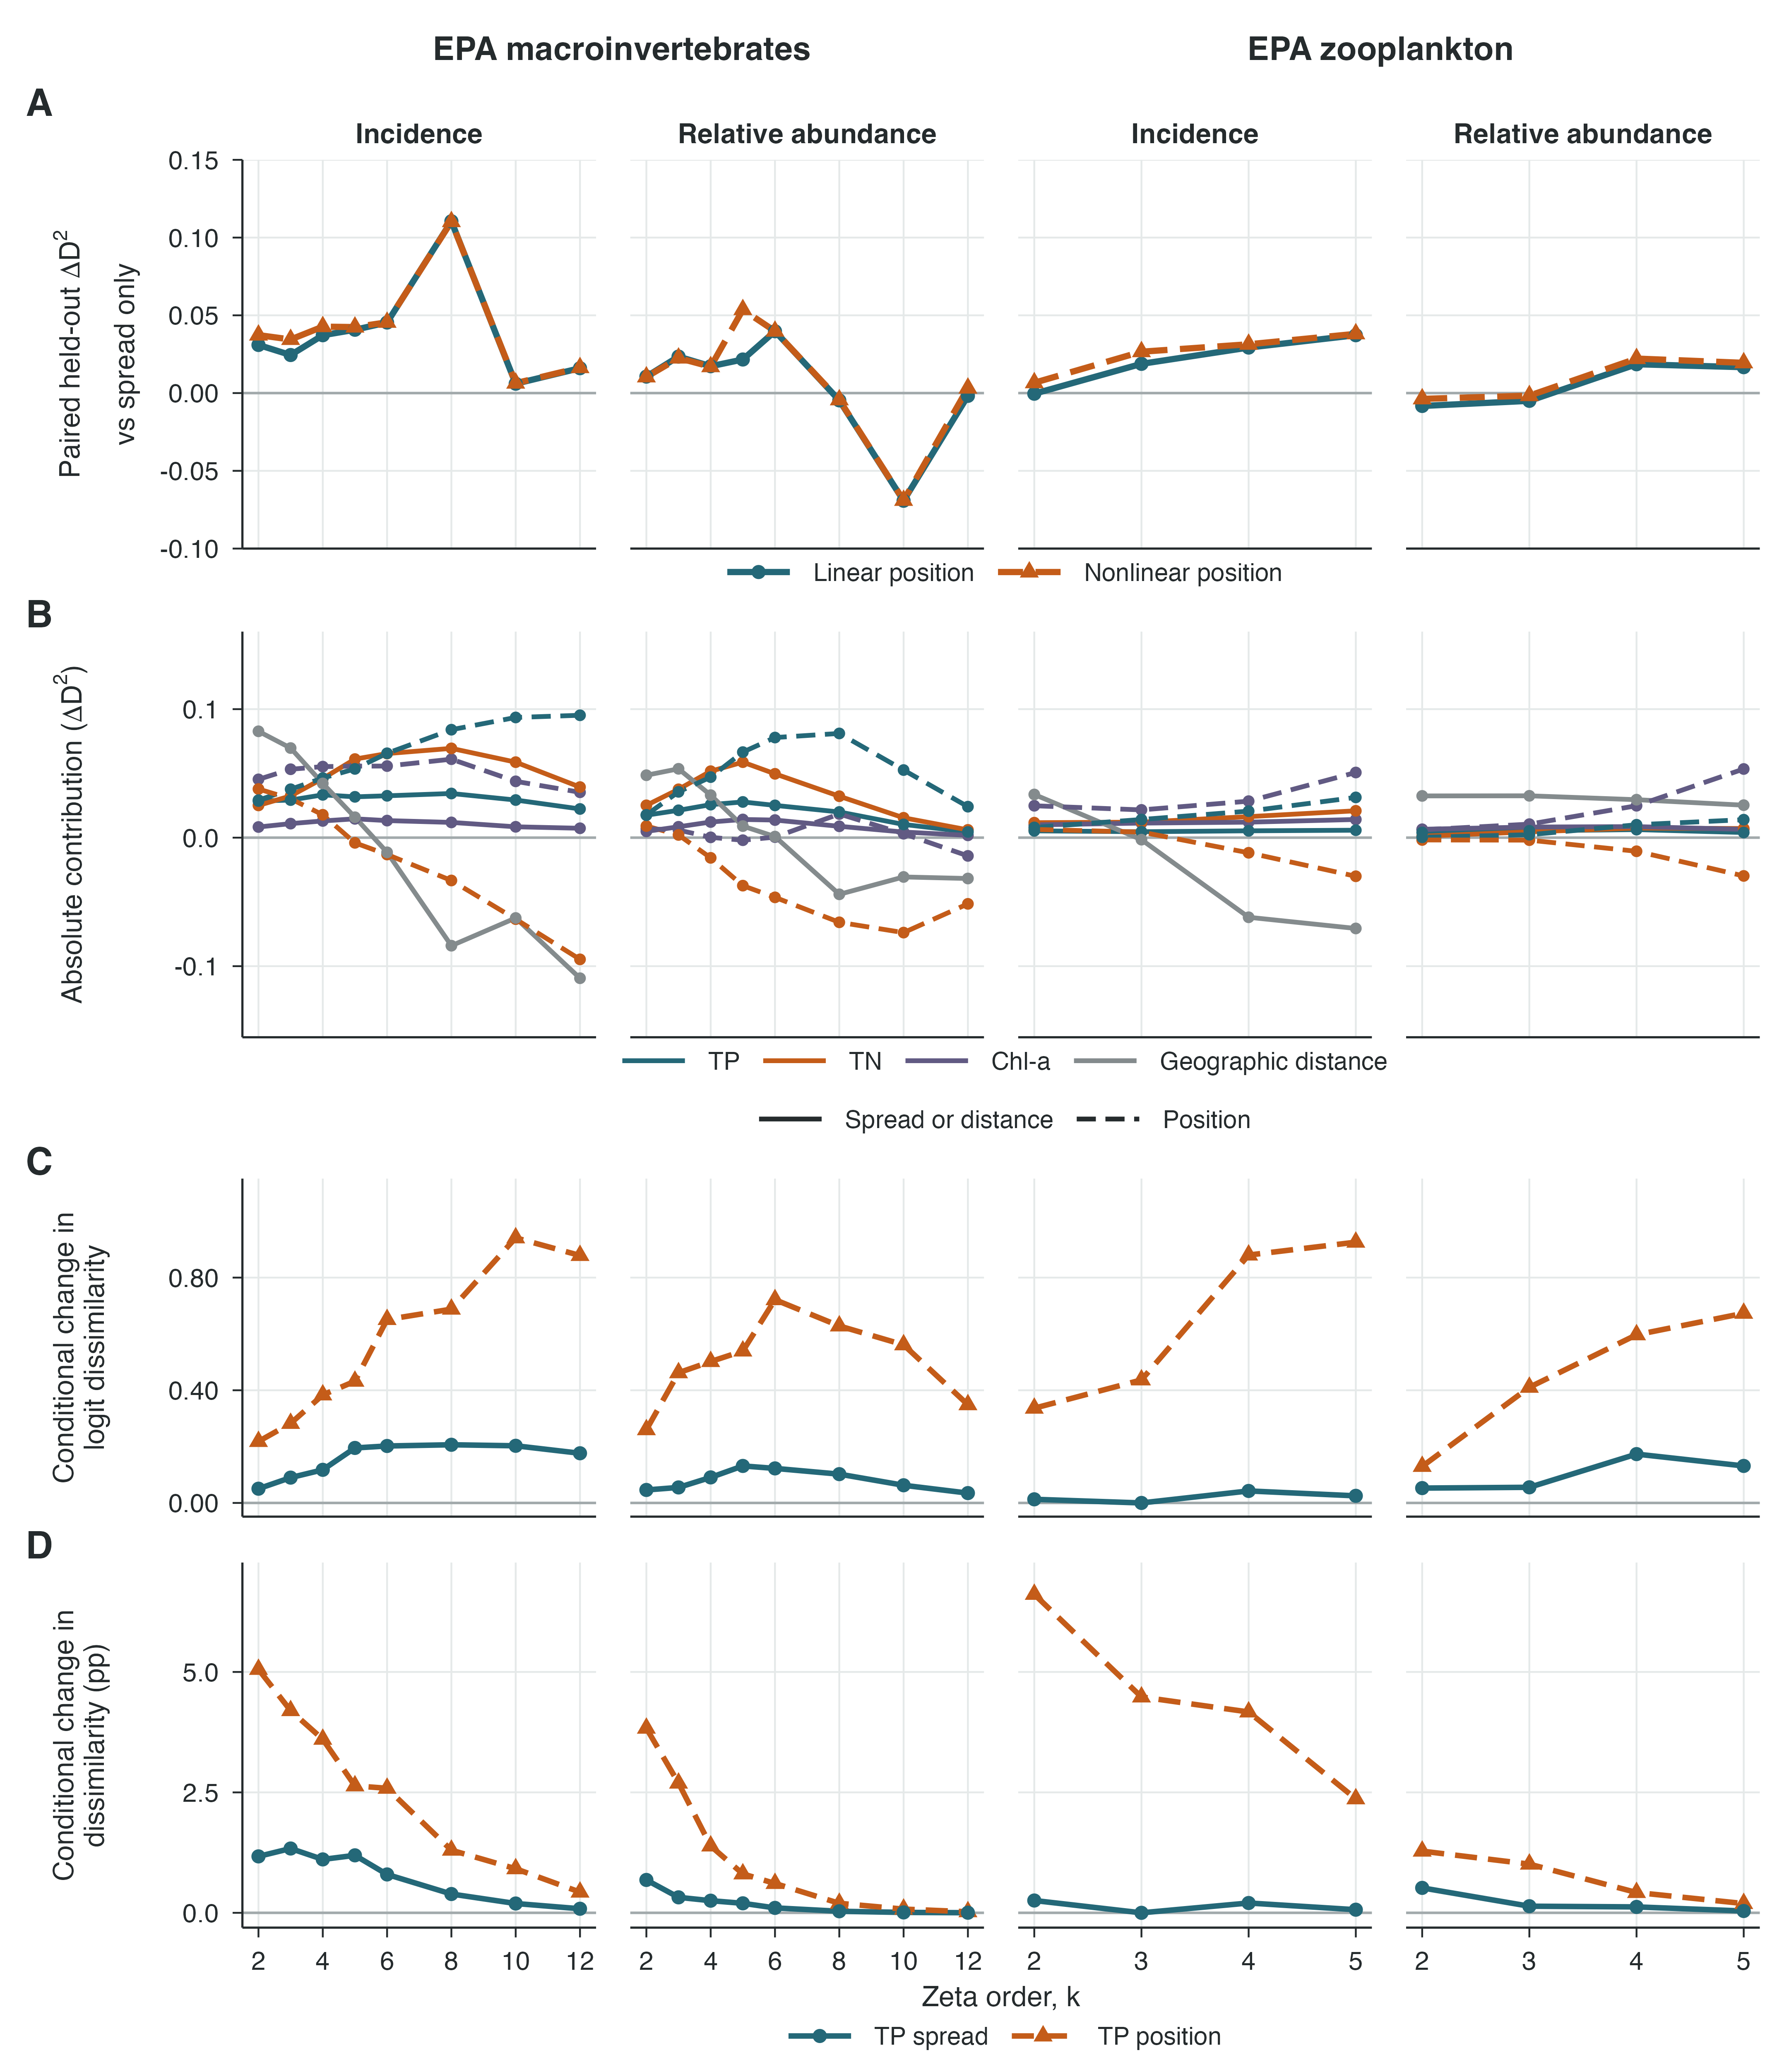 EPA macroinvertebrates EPA zooplankton
A
Incidence Relative abundance Incidence Relative abundance
Paired held-out ΔD²
vs spread only
0.15
0.10
0.05
0.00
-0.05
-0.10
Linear position Nonlinear position
B
Absolute contribution (ΔD²)
0.1
0.0
-0.1
TP TN Chl-a Geographic distance
Spread or distance Position
C
Conditional change in
logit dissimilarity
0.80
0.40
0.00
D
Conditional change in
dissimilarity (pp)
5.0
2.5
0.0
2 4 6 8 10 12 2 4 6 8 10 12 2 3 4 5 2 3 4 5
Zeta order, k
TP spread TP position